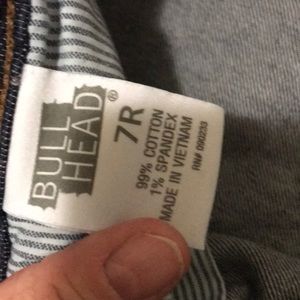 BULL
HEAD®
7R
99% COTTON
1% SPANDEX
MADE IN VIETNAM
RN# 090233